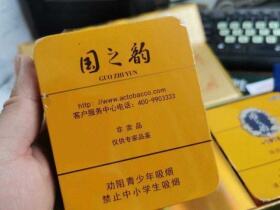 国之韵
GUO ZHI YUN
http://www.actobacco.com
客户服务中心电话：400-9903333
非卖品
仅供专家品鉴
劝阻青少年吸烟
禁止中小学生吸烟